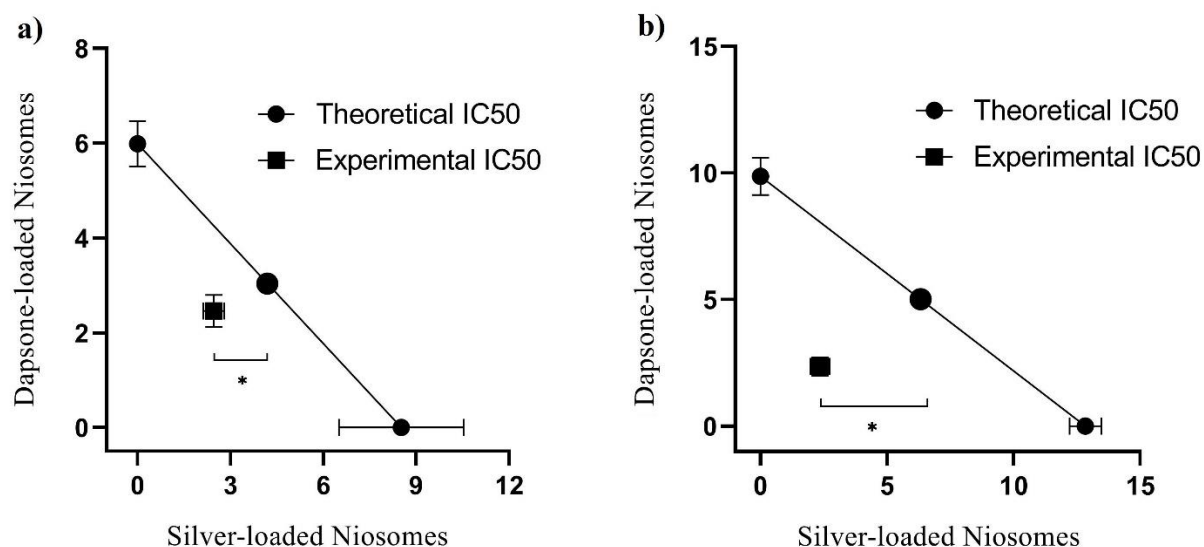 a)
8
6
4
2
0
Dapsone-loaded Niosomes
Theoretical IC50
Experimental IC50
*
0 3 6 9 12
Silver-loaded Niosomes
b)
15
10
5
0
Dapsone-loaded Niosomes
Theoretical IC50
Experimental IC50
*
0 5 10 15
Silver-loaded Niosomes